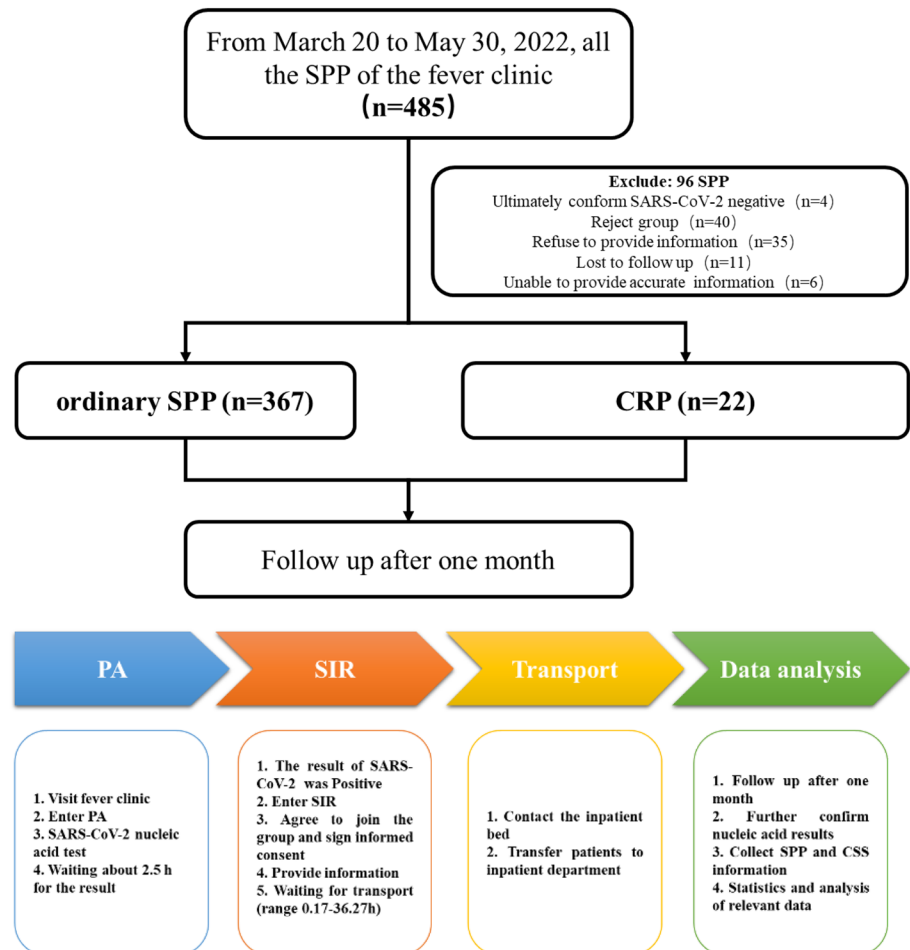 From March 20 to May 30, 2022, all
the SPP of the fever clinic
(n=485)
Exclude: 96 SPP
Ultimately conform SARS-CoV-2 negative (n=4)
Reject group (n=40)
Refuse to provide information (n=35)
Lost to follow up (n=11)
Unable to provide accurate information (n=6)
ordinary SPP (n=367)
CRP (n=22)
Follow up after one month
PA
SIR
Transport
Data analysis
1. Visit fever clinic
2. Enter PA
3. SARS-CoV-2 nucleic
acid test
4. Waiting about 2.5 h
for the result
1. The result of SARS-
CoV-2 was Positive
2. Enter SIR
3. Agree to join the
group and sign informed
consent
4. Provide information
5. Waiting for transport
(range 0.17-36.27h)
1. Contact the inpatient
bed
2. Transfer patients to
inpatient department
1. Follow up after one
month
2. Further confirm
nucleic acid results
3. Collect SPP and CSS
information
4. Statistics and analysis
of relevant data